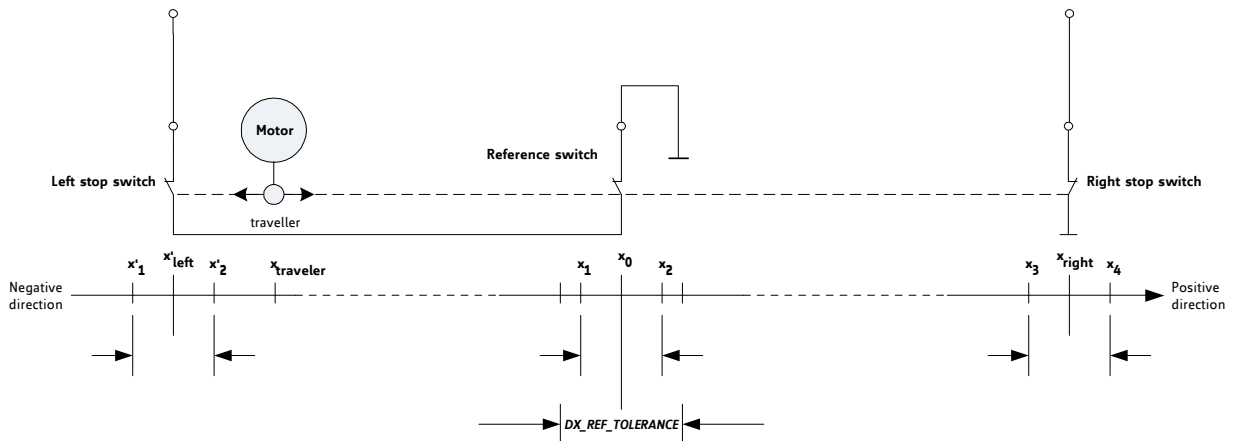 Motor
Reference switch
Left stop switch
Right stop switch
traveller
x'1
x'left
x'2
xtraveler
x1
x0
x2
x3
xright
x4
Negative
direction
Positive
direction
DX_REF_TOLERANCE